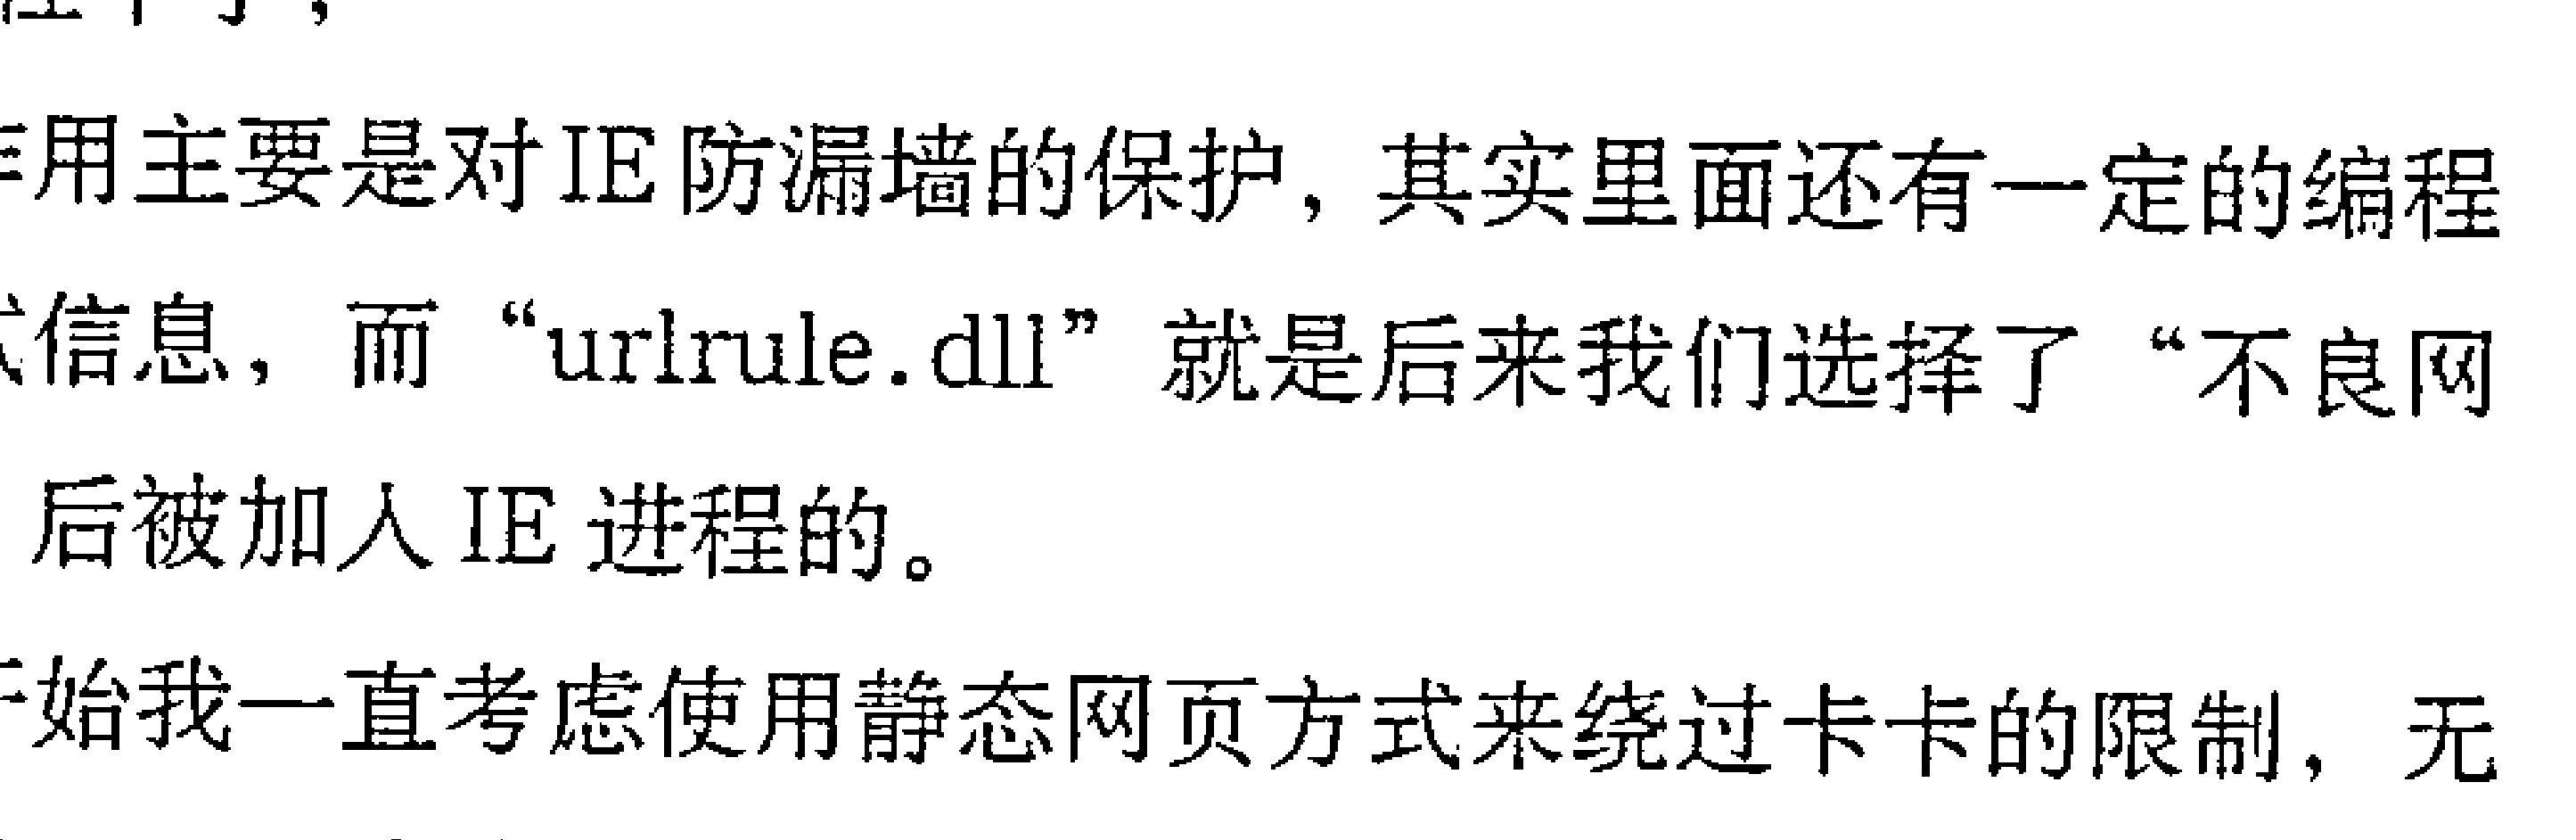 用主要是对IE防漏墙的保护，其实里面还有一定的编程
信息，而“urlrule.dll”就是后来我们选择了“不良网
后被加入IE进程的。
始我一直考虑使用静态网页方式来绕过卡卡的限制，无